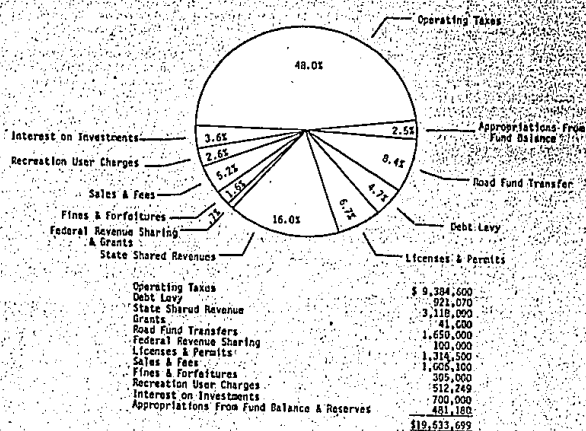 Operating Taxes
48.0%
Interest on Investments
3.6%
2.5%
Appropriations From
Fund Balance
Recreation User Charges
2.6%
8.4%
Road Fund Transfer
Sales & Fees
5.2%
4.7%
Debt Levy
Fines & Forfeitures
1.6%
6.7%
Federal Revenue Sharing
& Grants
.7%
16.0%
State Shared Revenues
Licenses & Permits
Operating Taxes $ 9,384,600
Debt Levy 921,070
State Shared Revenue 3,118,000
Grants 41,000
Road Fund Transfers 1,650,000
Federal Revenue Sharing 100,000
Licenses & Permits 1,314,500
Sales & Fees 1,006,100
Fines & Forfeitures 305,000
Recreation User Charges 512,249
Interest on Investments 700,000
Appropriations From Fund Balance & Reserves 481,180
$19,533,699